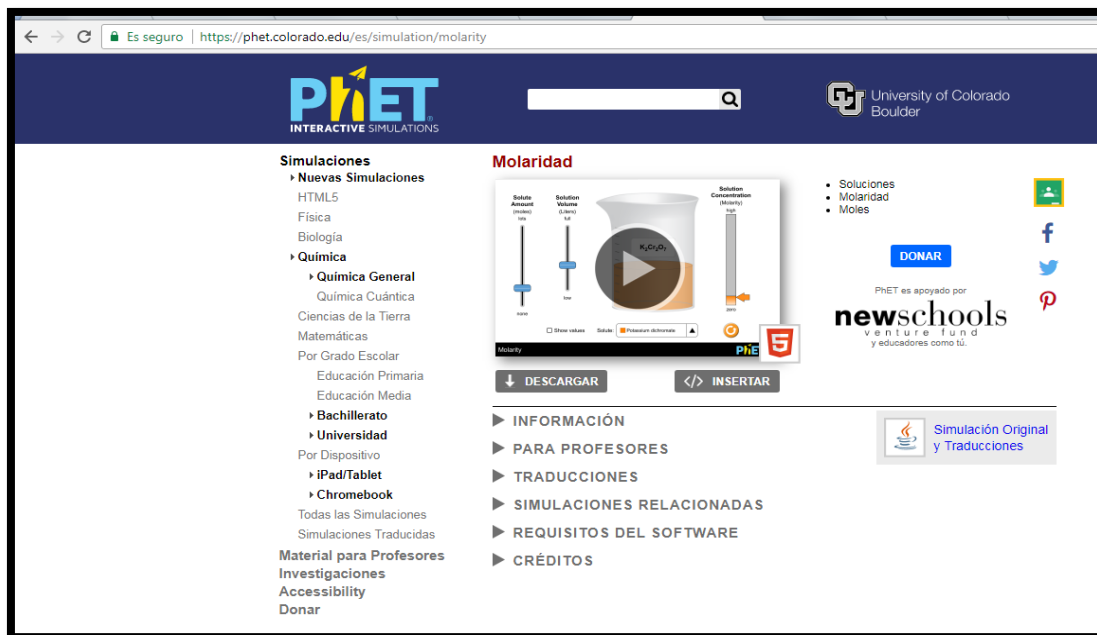 Es seguro | https://phet.colorado.edu/es/simulation/molarity
PhET
INTERACTIVE SIMULATIONS
CU University of Colorado
Boulder
Simulaciones
Nuevas Simulaciones
HTML5
Física
Biología
Química
Química General
Química Cuántica
Ciencias de la Tierra
Matemáticas
Por Grado Escolar
Educación Primaria
Educación Media
Bachillerato
Universidad
Por Dispositivo
iPad/Tablet
Chromebook
Todas las Simulaciones
Simulaciones Traducidas
Material para Profesores
Investigaciones
Accessibility
Donar
Molaridad
Solute
Amount
(moles)
lots
none
Solution
Volume
(Liters)
full
low
K₂Cr₂O₇
Solution
Concentration
(Molarity)
high
zero
Show values
Solute: Potassium dichromate
Molarity
PhET
5
DESCARGAR
</> INSERTAR
INFORMACIÓN
PARA PROFESORES
TRADUCCIONES
SIMULACIONES RELACIONADAS
REQUISITOS DEL SOFTWARE
CRÉDITOS
Soluciones
Molaridad
Moles
DONAR
PhET es apoyado por
newschools
venture fund
y educadores como tú.
Simulación Original
y Traducciones